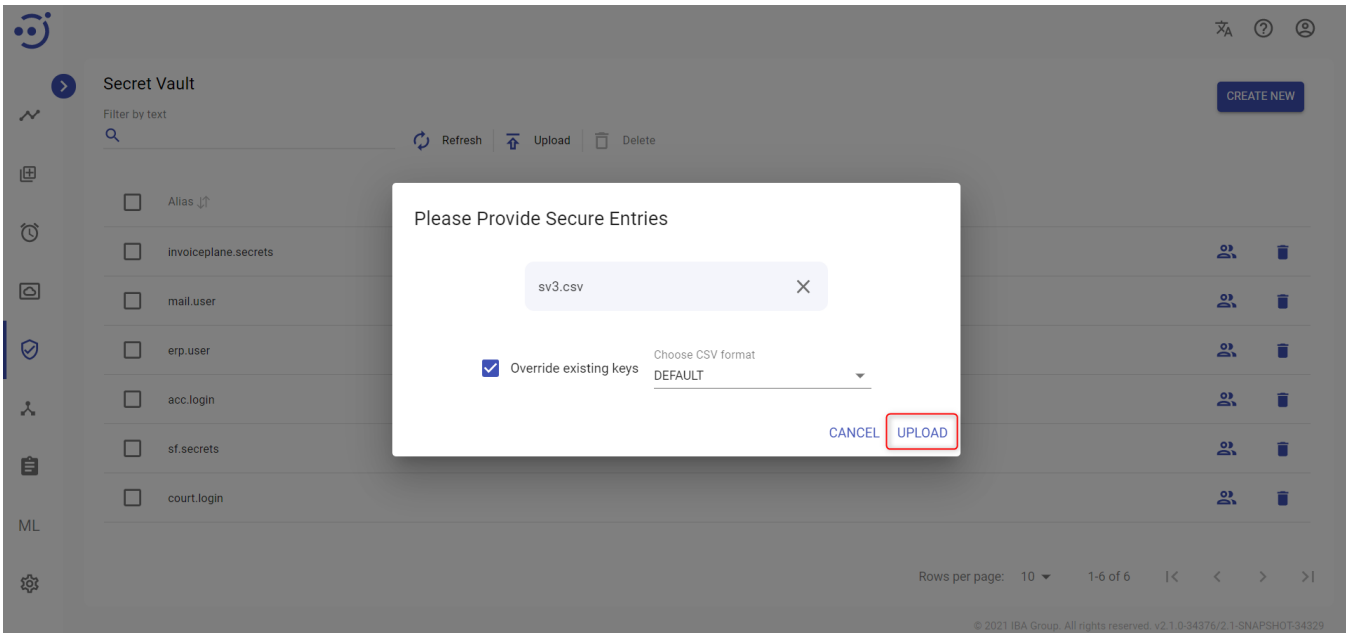 Secret Vault
CREATE NEW
Filter by text
Refresh Upload Delete
Alias
Please Provide Secure Entries
invoiceplane.secrets
sv3.csv
mail.user
erp.user
Choose CSV format
Override existing keys
DEFAULT
acc.login
CANCEL UPLOAD
sf.secrets
court.login
ML
Rows per page: 10 1-6 of 6
© 2021 IBA Group. All rights reserved. v2.1.0-34376/2.1-SNAPSHOT-34329